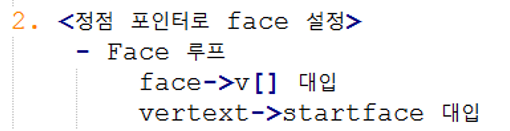 2. <정점 포인터로 face 설정>
- Face 루프
face->v[] 대입
vertext->startface 대입